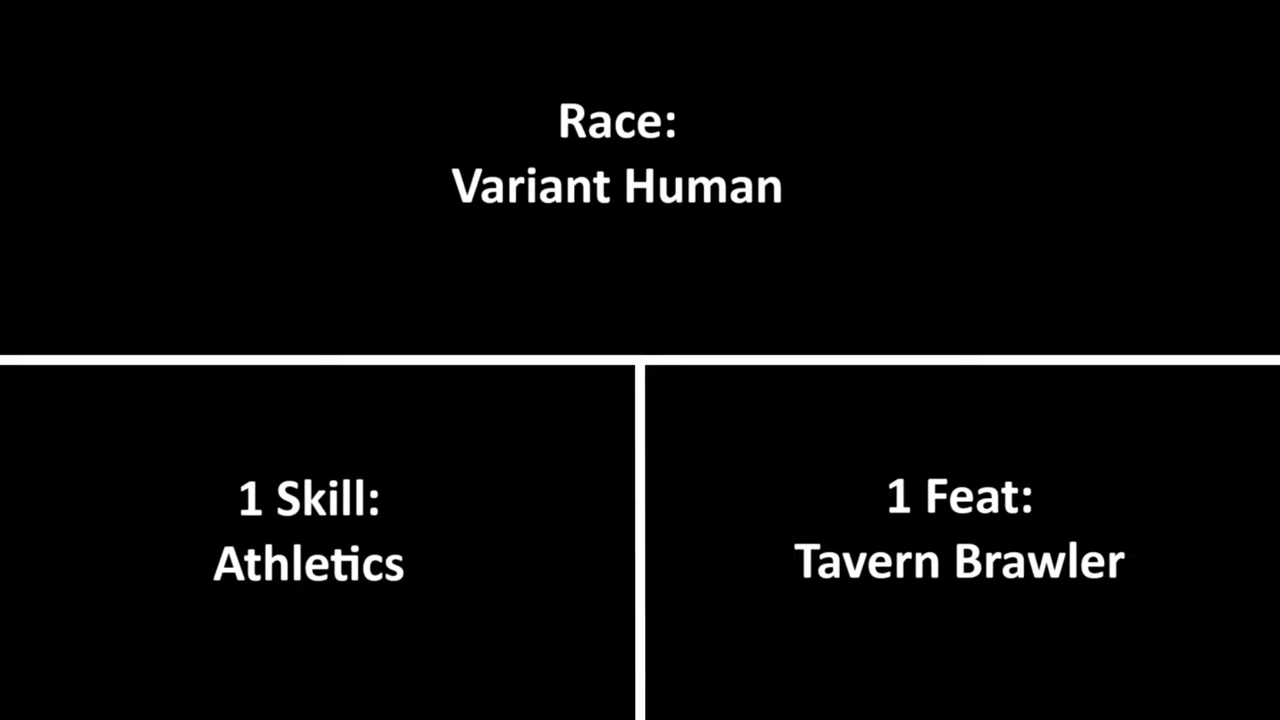 Race:
Variant Human
1 Skill:
Athletics
1 Feat:
Tavern Brawler